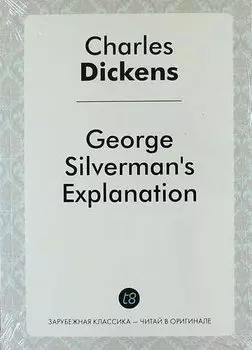 Charles
Dickens
George
Silverman's
Explanation
t8
ЗАРУБЕЖНАЯ КЛАССИКА — ЧИТАЙ В ОРИГИНАЛЕ